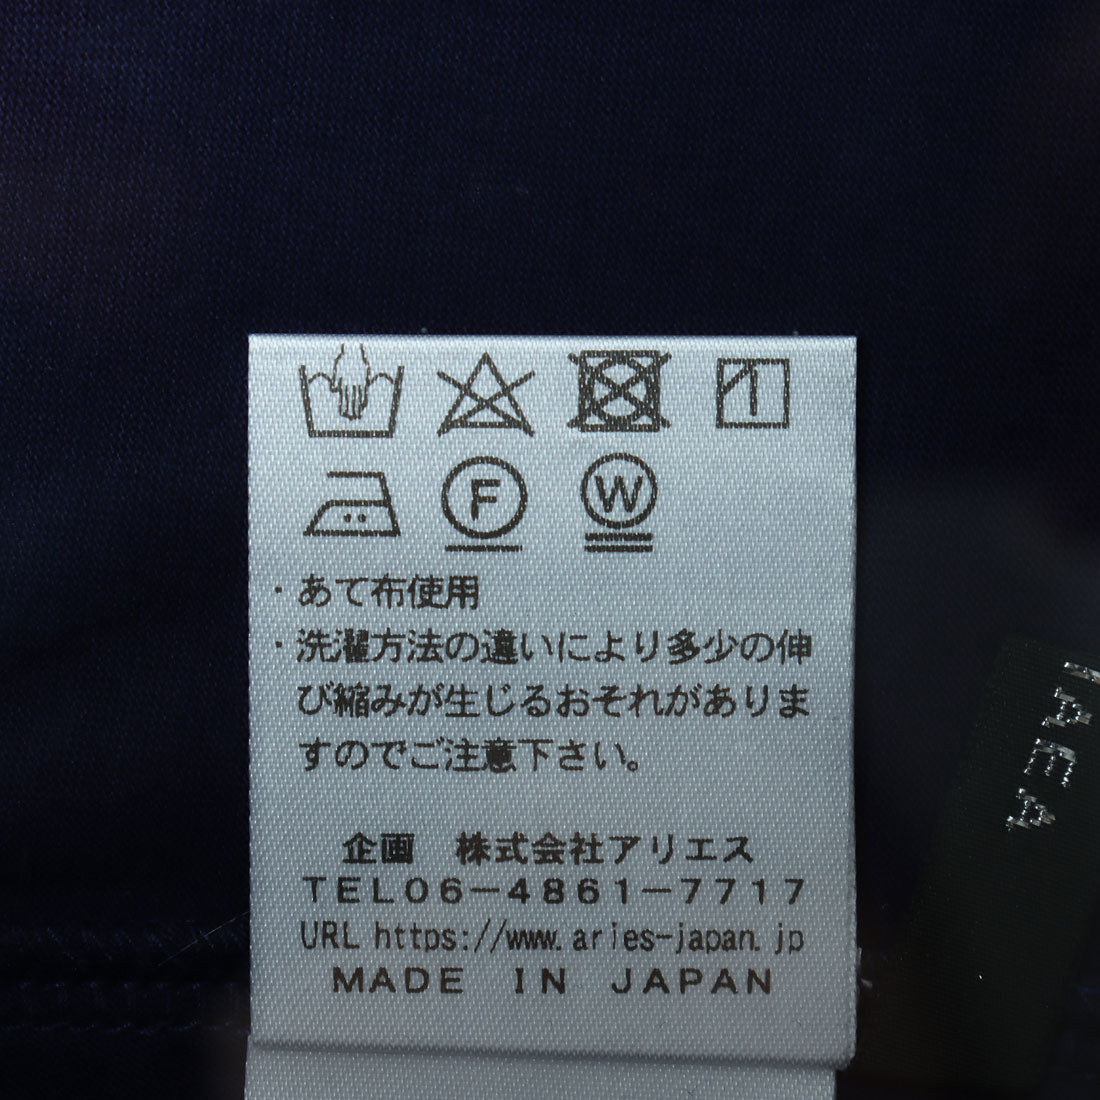 F W
・あて布使用
・洗濯方法の違いにより多少の伸
び縮みが生じるおそれがありま
すのでご注意下さい。
企画 株式会社アリエス
TEL06-4861-7717
URL https://www.aries-japan.jp
MADE IN JAPAN